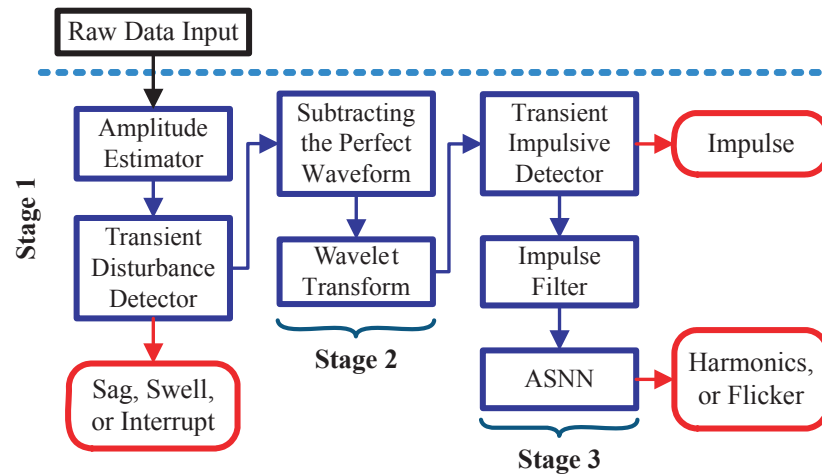 Raw Data Input
Stage 1
Amplitude
Estimator
Transient
Disturbance
Detector
Sag, Swell,
or Interrupt
Subtracting
the Perfect
Waveform
Wavelet
Transform
Stage 2
Transient
Impulsive
Detector
Impulse
Filter
ASNN
Stage 3
Impulse
Harmonics,
or Flicker